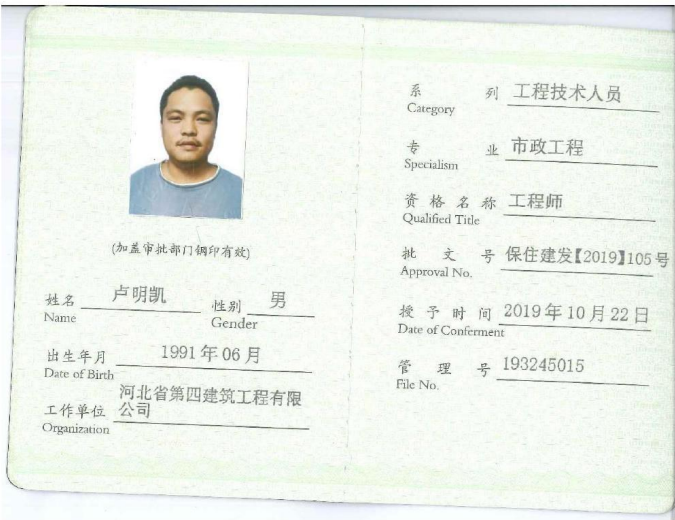 (加盖审批部门钢印有效)
姓名 卢明凯 性别 男
Name Gender
出生年月 1991年06月
Date of Birth
河北省第四建筑工程有限
工作单位 公司
Organization
系列 工程技术人员
Category
专业 市政工程
Specialism
资格名称 工程师
Qualified Title
批文号 保住建发【2019】105号
Approval No.
授予时间 2019年10月22日
Date of Conferment
管理号 193245015
File No.